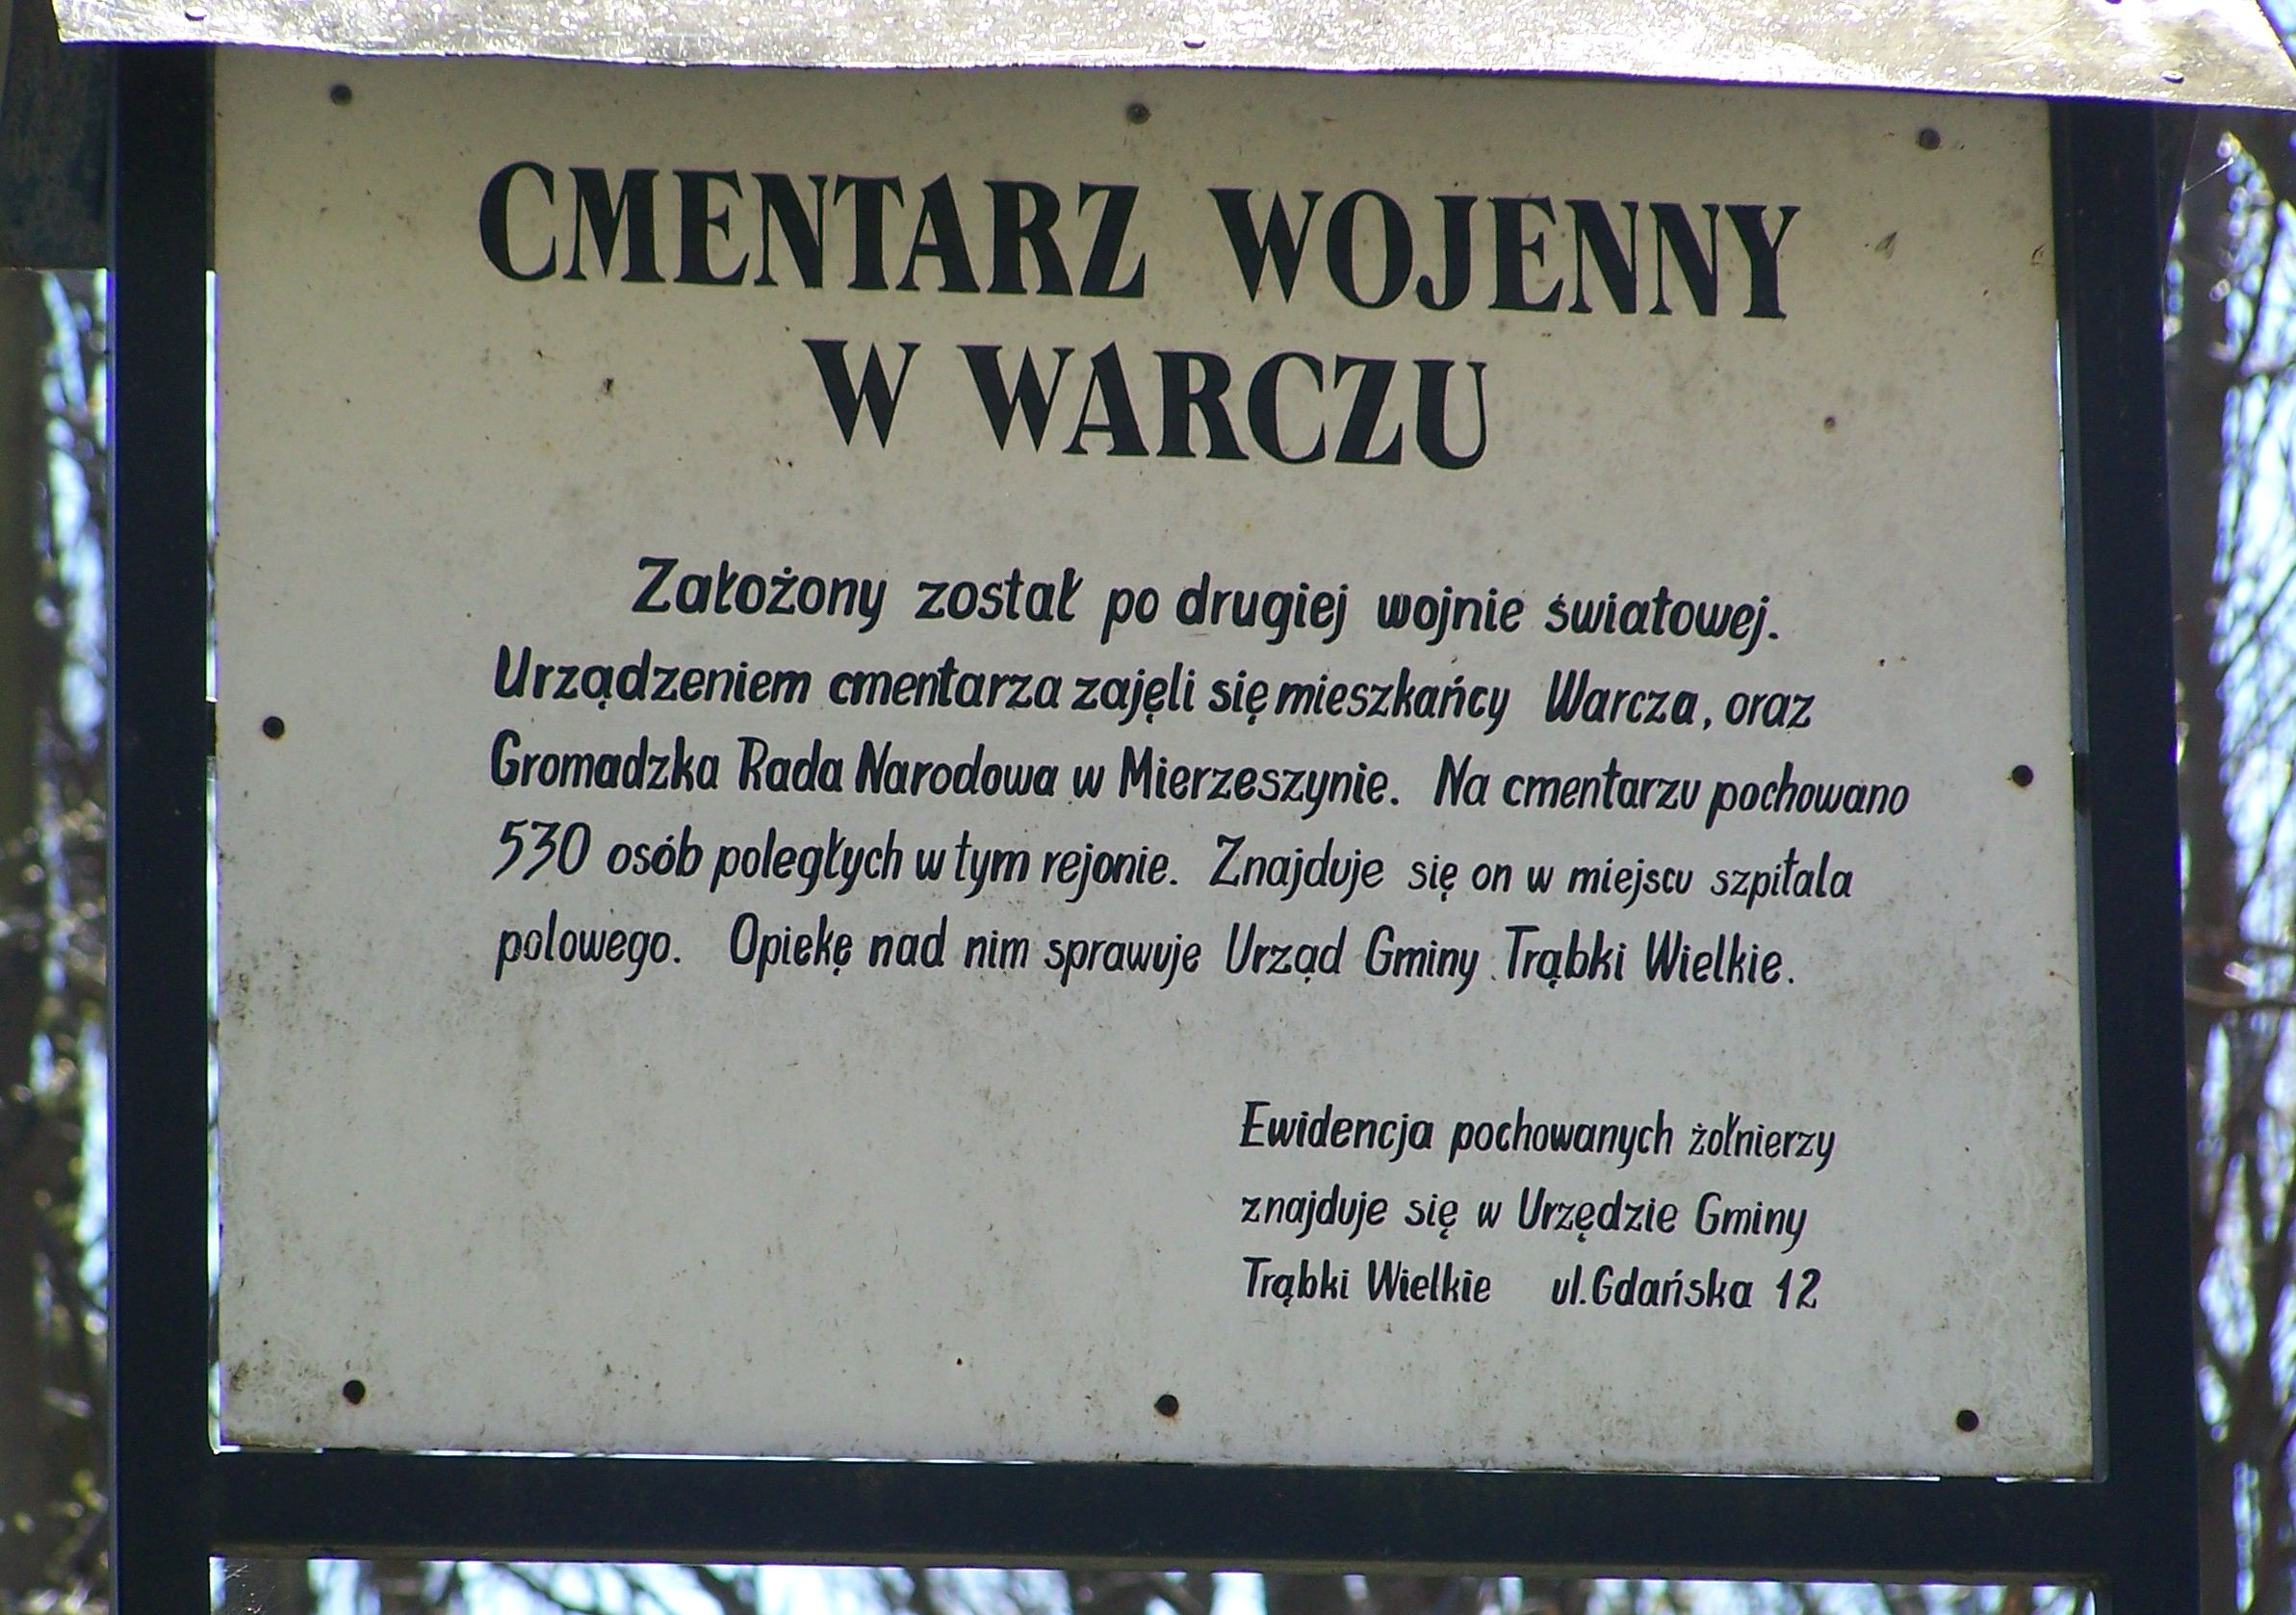 CMENTARZ WOJENNY
W WARCZU
Założony został po drugiej wojnie światowej.
Urządzeniem cmentarza zajęli się mieszkańcy Warcza, oraz
Gromadzka Rada Narodowa w Mierzeszynie. Na cmentarzu pochowano
530 osób poległych w tym rejonie. Znajduje się on w miejscu szpitala
polowego. Opiekę nad nim sprawuje Urząd Gminy Trąbki Wielkie.
Ewidencja pochowanych żołnierzy
znajduje się w Urzędzie Gminy
Trąbki Wielkie ul.Gdańska 12